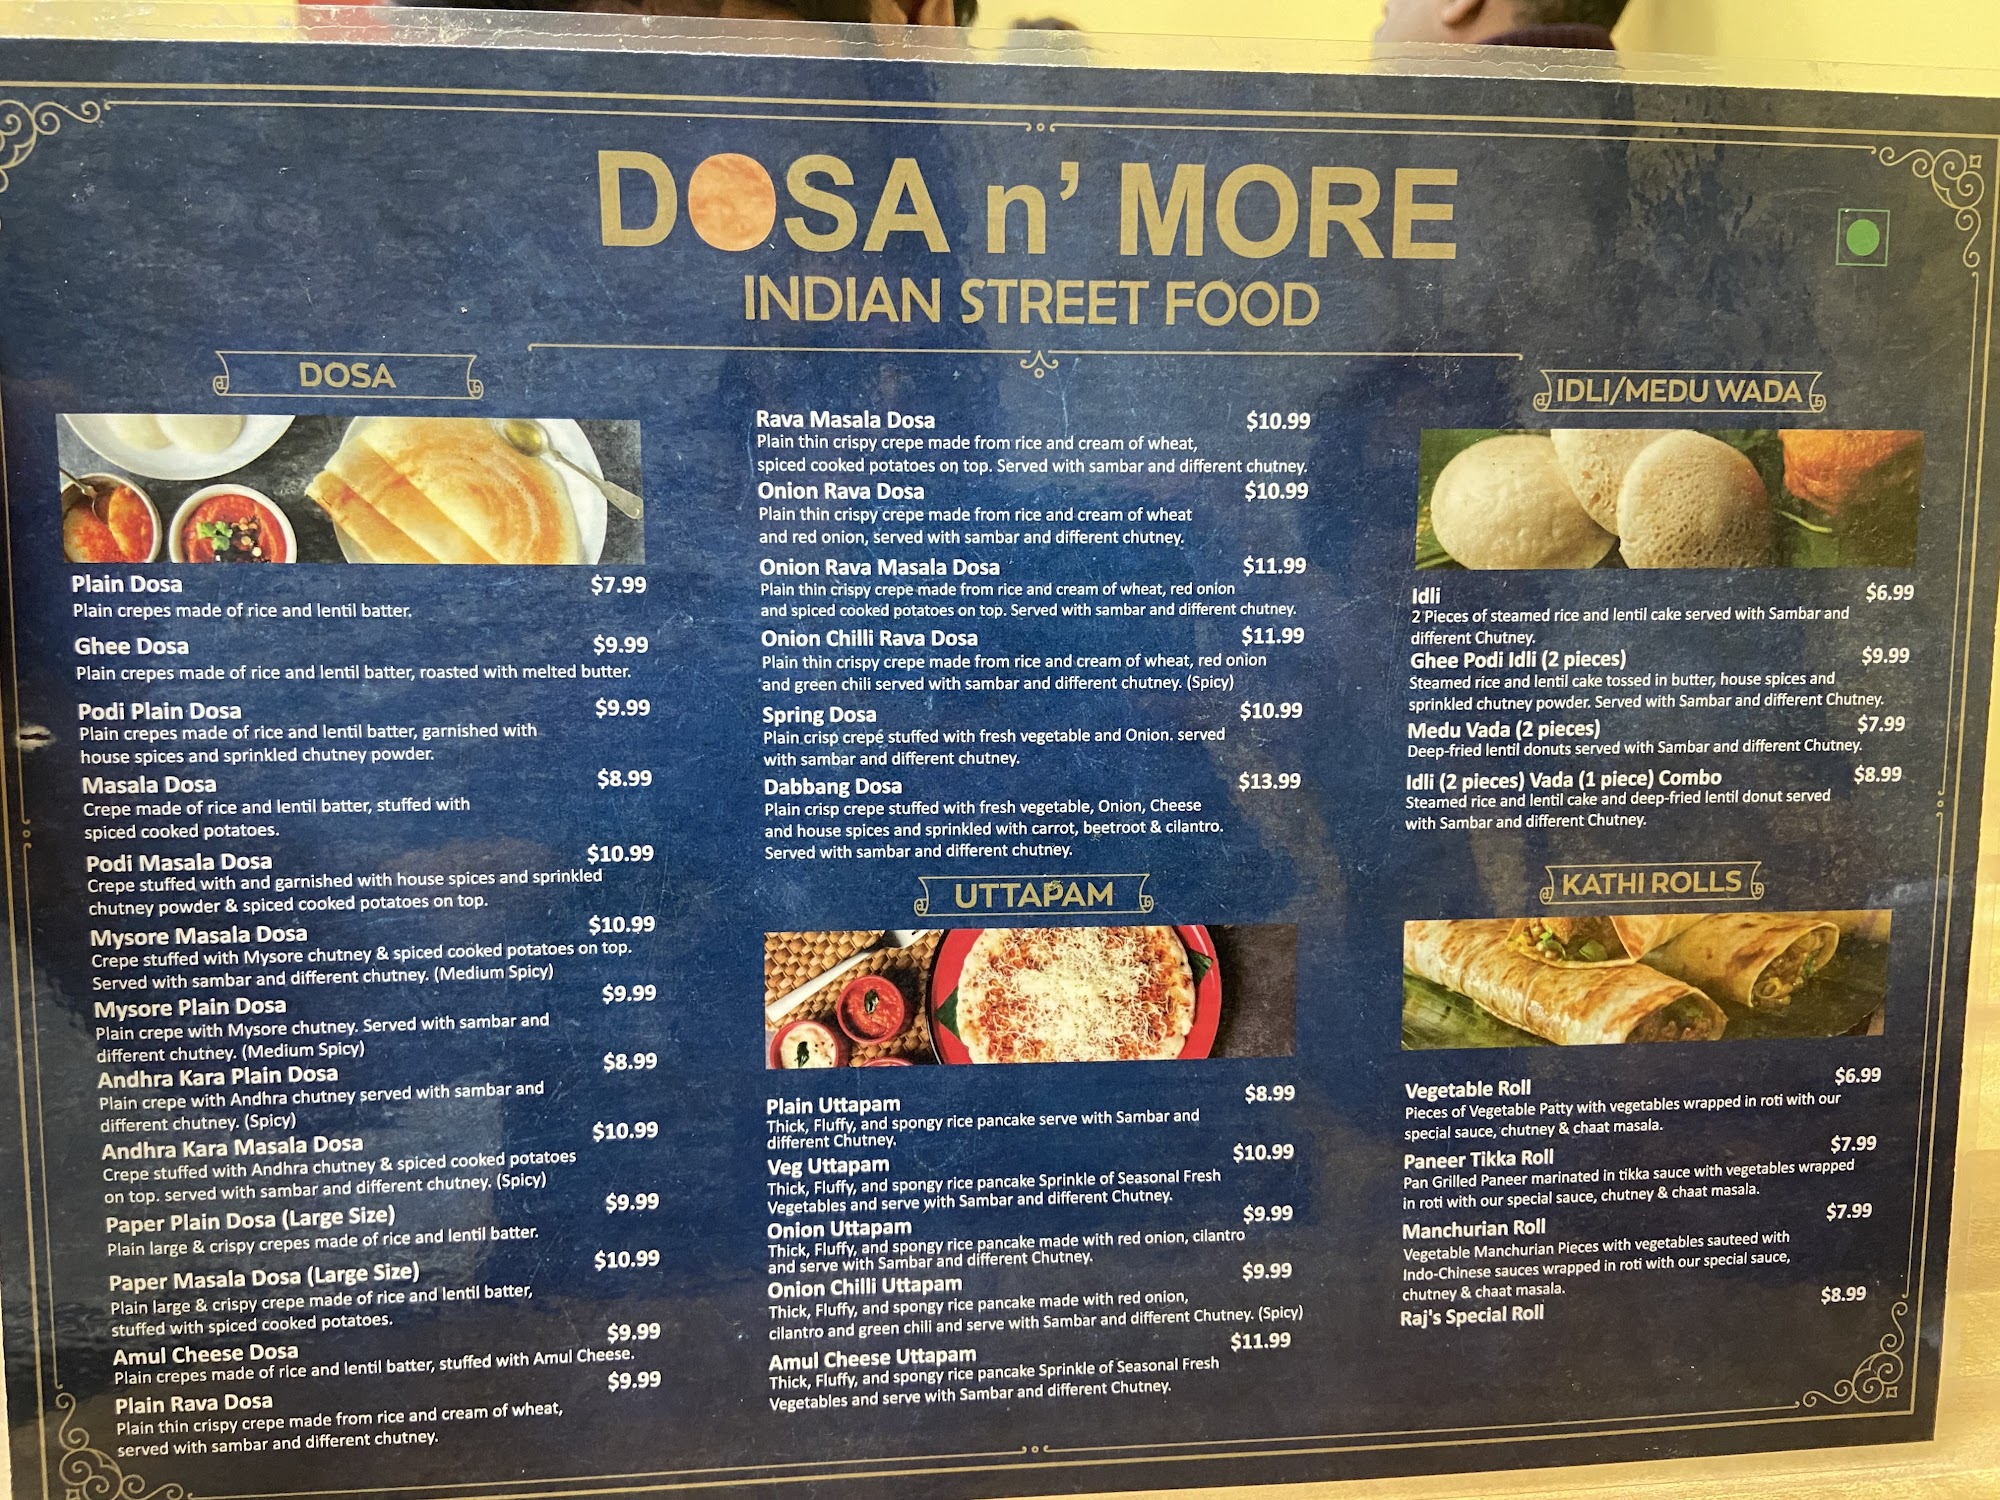 DOSA n' MORE
INDIAN STREET FOOD
DOSA
Plain Dosa $7.99
Plain crepes made of rice and lentil batter.
Ghee Dosa $9.99
Plain crepes made of rice and lentil batter, roasted with melted butter.
Podi Plain Dosa $9.99
Plain crepes made of rice and lentil batter, garnished with
house spices and sprinkled chutney powder.
Masala Dosa $8.99
Crepe made of rice and lentil batter, stuffed with
spiced cooked potatoes.
Podi Masala Dosa $10.99
Crepe stuffed with and garnished with house spices and sprinkled
chutney powder & spiced cooked potatoes on top.
Mysore Masala Dosa $10.99
Crepe stuffed with Mysore chutney & spiced cooked potatoes on top.
Served with sambar and different chutney. (Medium Spicy)
Mysore Plain Dosa $9.99
Plain crepe with Mysore chutney. Served with sambar and
different chutney. (Medium Spicy)
Andhra Kara Plain Dosa $8.99
Plain crepe with Andhra chutney served with sambar and
different chutney. (Spicy)
Andhra Kara Masala Dosa $10.99
Crepe stuffed with Andhra chutney & spiced cooked potatoes
on top. served with sambar and different chutney. (Spicy)
Paper Plain Dosa (Large Size) $9.99
Plain large & crispy crepes made of rice and lentil batter.
Paper Masala Dosa (Large Size) $10.99
Plain large & crispy crepe made of rice and lentil batter,
stuffed with spiced cooked potatoes.
Amul Cheese Dosa $9.99
Plain crepes made of rice and lentil batter, stuffed with Amul Cheese.
Plain Rava Dosa $9.99
Plain thin crispy crepe made from rice and cream of wheat,
served with sambar and different chutney.
Rava Masala Dosa $10.99
Plain thin crispy crepe made from rice and cream of wheat,
spiced cooked potatoes on top. Served with sambar and different chutney.
Onion Rava Dosa $10.99
Plain thin crispy crepe made from rice and cream of wheat
and red onion, served with sambar and different chutney.
Onion Rava Masala Dosa $11.99
Plain thin crispy crepe made from rice and cream of wheat, red onion
and spiced cooked potatoes on top. Served with sambar and different chutney.
Onion Chilli Rava Dosa $11.99
Plain thin crispy crepe made from rice and cream of wheat, red onion
and green chili served with sambar and different chutney. (Spicy)
Spring Dosa $10.99
Plain crisp crepe stuffed with fresh vegetable and Onion. served
with sambar and different chutney.
Dabbang Dosa $13.99
Plain crisp crepe stuffed with fresh vegetable, Onion, Cheese
and house spices and sprinkled with carrot, beetroot & cilantro.
Served with sambar and different chutney.
UTTAPAM
Plain Uttapam $8.99
Thick, Fluffy, and spongy rice pancake serve with Sambar and
different Chutney.
Veg Uttapam $10.99
Thick, Fluffy, and spongy rice pancake Sprinkle of Seasonal Fresh
Vegetables and serve with Sambar and different Chutney.
Onion Uttapam $9.99
Thick, Fluffy, and spongy rice pancake made with red onion, cilantro
and serve with Sambar and different Chutney.
Onion Chilli Uttapam $9.99
Thick, Fluffy, and spongy rice pancake made with red onion,
cilantro and green chili and serve with Sambar and different Chutney. (Spicy)
Amul Cheese Uttapam $11.99
Thick, Fluffy, and spongy rice pancake Sprinkle of Seasonal Fresh
Vegetables and serve with Sambar and different Chutney.
IDLI/MEDU WADA
Idli $6.99
2 Pieces of steamed rice and lentil cake served with Sambar and
different Chutney.
Ghee Podi Idli (2 pieces) $9.99
Steamed rice and lentil cake tossed in butter, house spices and
sprinkled chutney powder. Served with Sambar and different Chutney.
Medu Vada (2 pieces) $7.99
Deep-fried lentil donuts served with Sambar and different Chutney.
Idli (2 pieces) Vada (1 piece) Combo $8.99
Steamed rice and lentil cake and deep-fried lentil donut served
with Sambar and different Chutney.
KATHI ROLLS
Vegetable Roll $6.99
Pieces of Vegetable Patty with vegetables wrapped in roti with our
special sauce, chutney & chaat masala.
Paneer Tikka Roll $7.99
Pan Grilled Paneer marinated in tikka sauce with vegetables wrapped
in roti with our special sauce, chutney & chaat masala.
Manchurian Roll $7.99
Vegetable Manchurian Pieces with vegetables sauteed with
Indo-Chinese sauces wrapped in roti with our special sauce,
chutney & chaat masala.
Raj's Special Roll $8.99